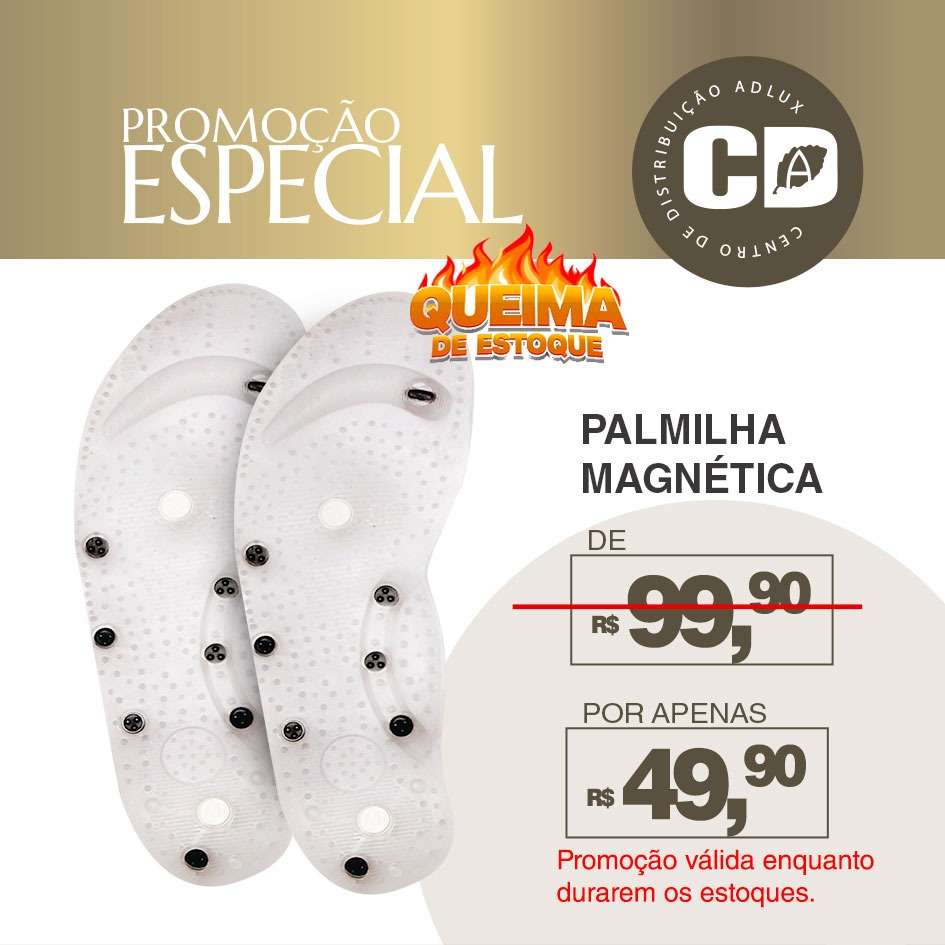 PROMOÇÃO
ESPECIAL
CENTRO DE DISTRIBUIÇÃO ADLUX
CDA
QUEIMA
DE ESTOQUE
PALMILHA
MAGNÉTICA
DE
R$ 99,90
POR APENAS
R$ 49,90
Promoção válida enquanto
durarem os estoques.